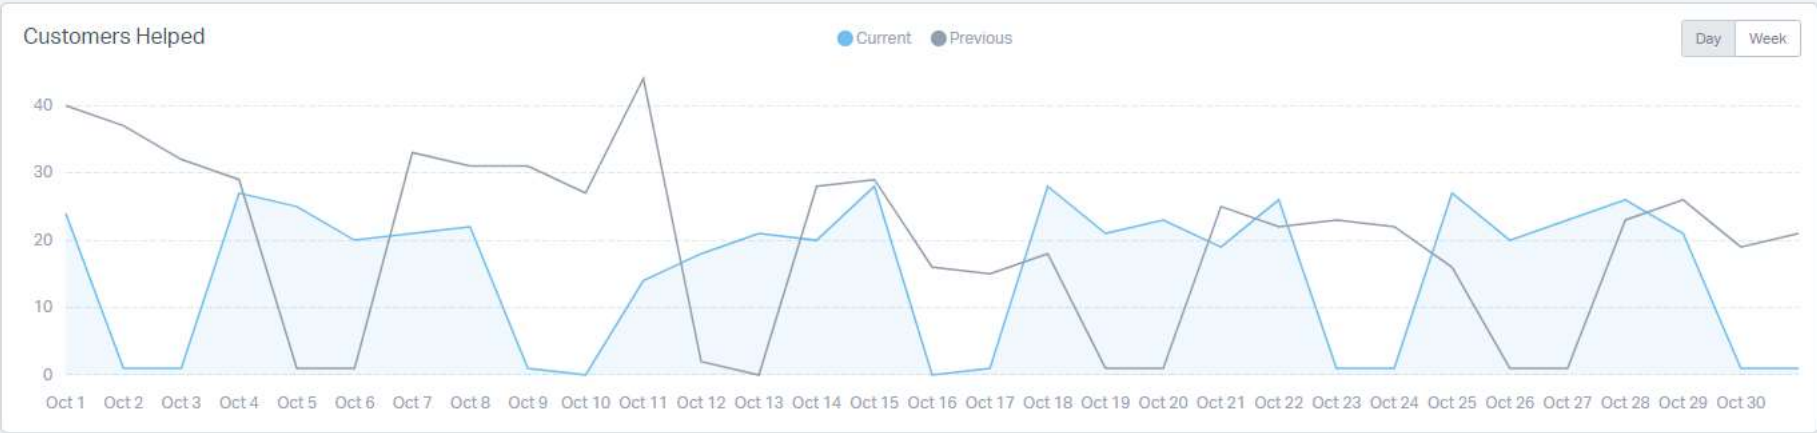 Customers Helped
Current Previous
Day Week
40
30
20
10
0
Oct 1 Oct 2 Oct 3 Oct 4 Oct 5 Oct 6 Oct 7 Oct 8 Oct 9 Oct 10 Oct 11 Oct 12 Oct 13 Oct 14 Oct 15 Oct 16 Oct 17 Oct 18 Oct 19 Oct 20 Oct 21 Oct 22 Oct 23 Oct 24 Oct 25 Oct 26 Oct 27 Oct 28 Oct 29 Oct 30